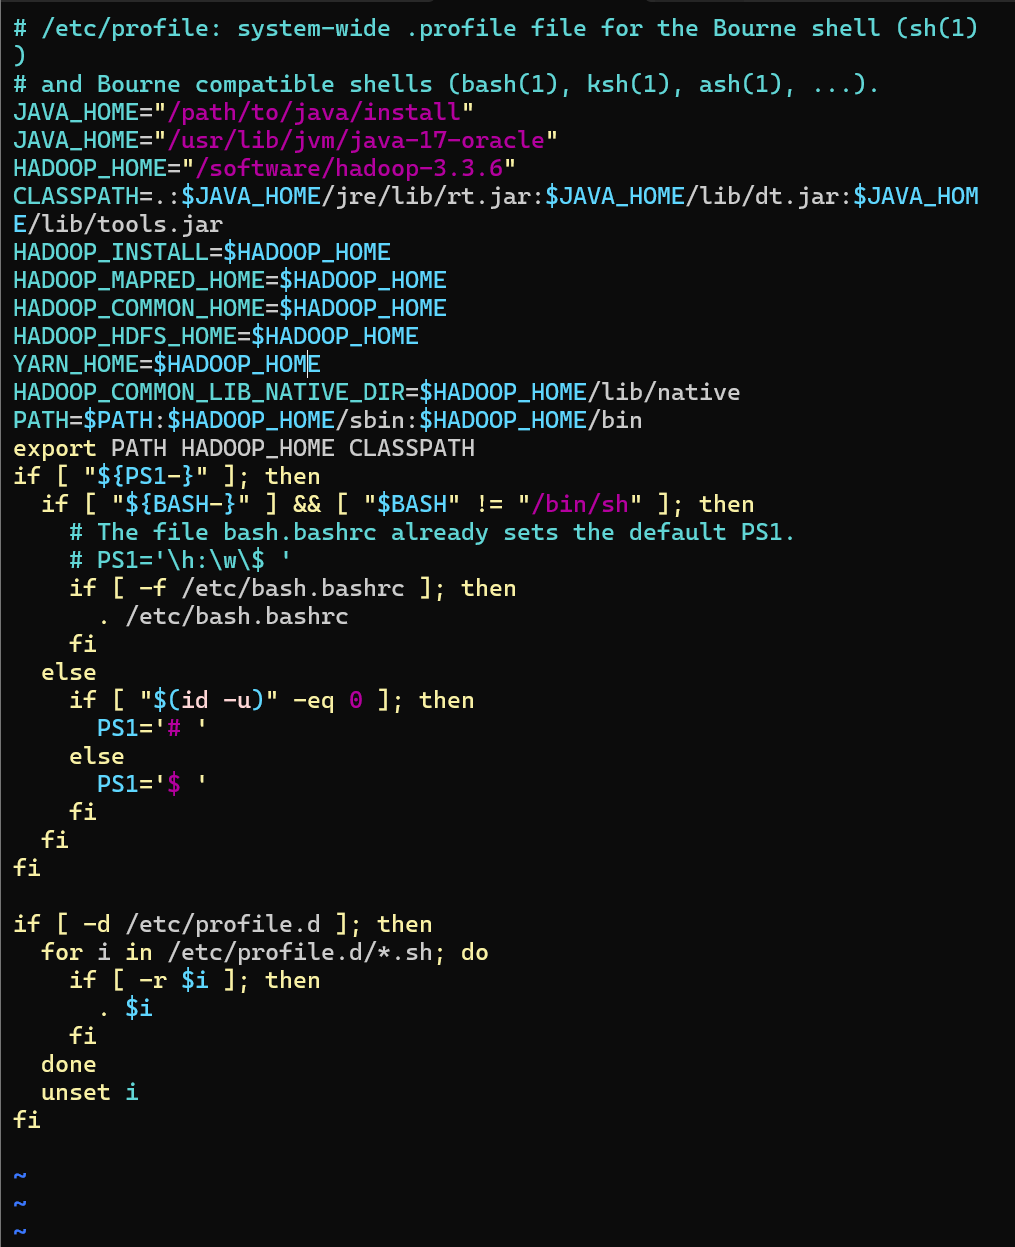 # /etc/profile: system-wide .profile file for the Bourne shell (sh(1)
)
# and Bourne compatible shells (bash(1), ksh(1), ash(1), ...).
JAVA_HOME="/path/to/java/install"
JAVA_HOME="/usr/lib/jvm/java-17-oracle"
HADOOP_HOME="/software/hadoop-3.3.6"
CLASSPATH=.:$JAVA_HOME/jre/lib/rt.jar:$JAVA_HOME/lib/dt.jar:$JAVA_HOM
E/lib/tools.jar
HADOOP_INSTALL=$HADOOP_HOME
HADOOP_MAPRED_HOME=$HADOOP_HOME
HADOOP_COMMON_HOME=$HADOOP_HOME
HADOOP_HDFS_HOME=$HADOOP_HOME
YARN_HOME=$HADOOP_HOME
HADOOP_COMMON_LIB_NATIVE_DIR=$HADOOP_HOME/lib/native
PATH=$PATH:$HADOOP_HOME/sbin:$HADOOP_HOME/bin
export PATH HADOOP_HOME CLASSPATH
if [ "${PS1-}" ]; then
  if [ "${BASH-}" ] && [ "$BASH" != "/bin/sh" ]; then
    # The file bash.bashrc already sets the default PS1.
    # PS1='\h:\w\$ '
    if [ -f /etc/bash.bashrc ]; then
      . /etc/bash.bashrc
    fi
  else
    if [ "$(id -u)" -eq 0 ]; then
      PS1='# '
    else
      PS1='$ '
    fi
  fi
fi

if [ -d /etc/profile.d ]; then
  for i in /etc/profile.d/*.sh; do
    if [ -r $i ]; then
      . $i
    fi
  done
  unset i
fi

~
~
~